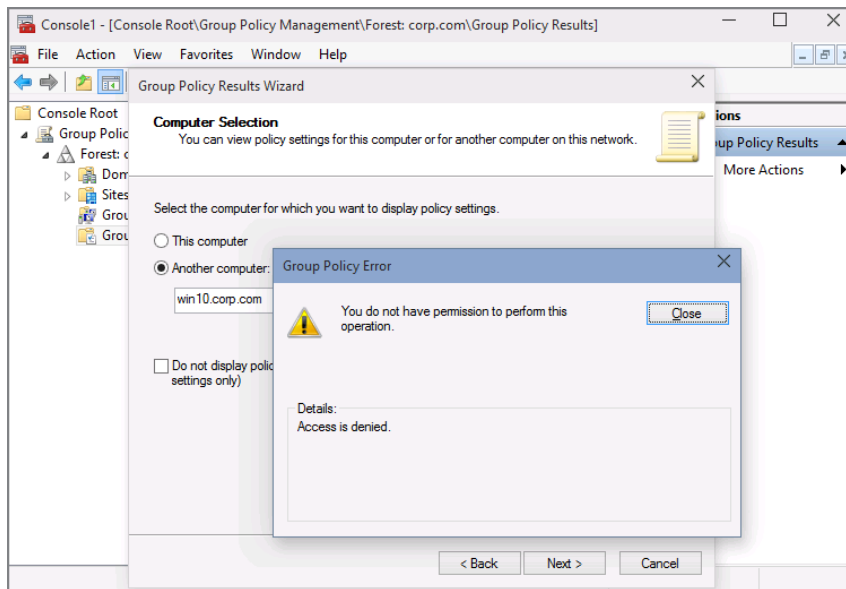 Console1 - [Console Root\Group Policy Management\Forest: corp.com\Group Policy Results]
File Action View Favorites Window Help
Group Policy Results Wizard
Console Root
Group Polic
Forest: c
Dom
Sites
Grou
Grou
Computer Selection
You can view policy settings for this computer or for another computer on this network.
Select the computer for which you want to display policy settings.
This computer
Another computer:
win10.corp.com
Do not display polic
settings only)
Group Policy Error
You do not have permission to perform this
operation.
Close
Details:
Access is denied.
< Back Next > Cancel
ions
up Policy Results
More Actions